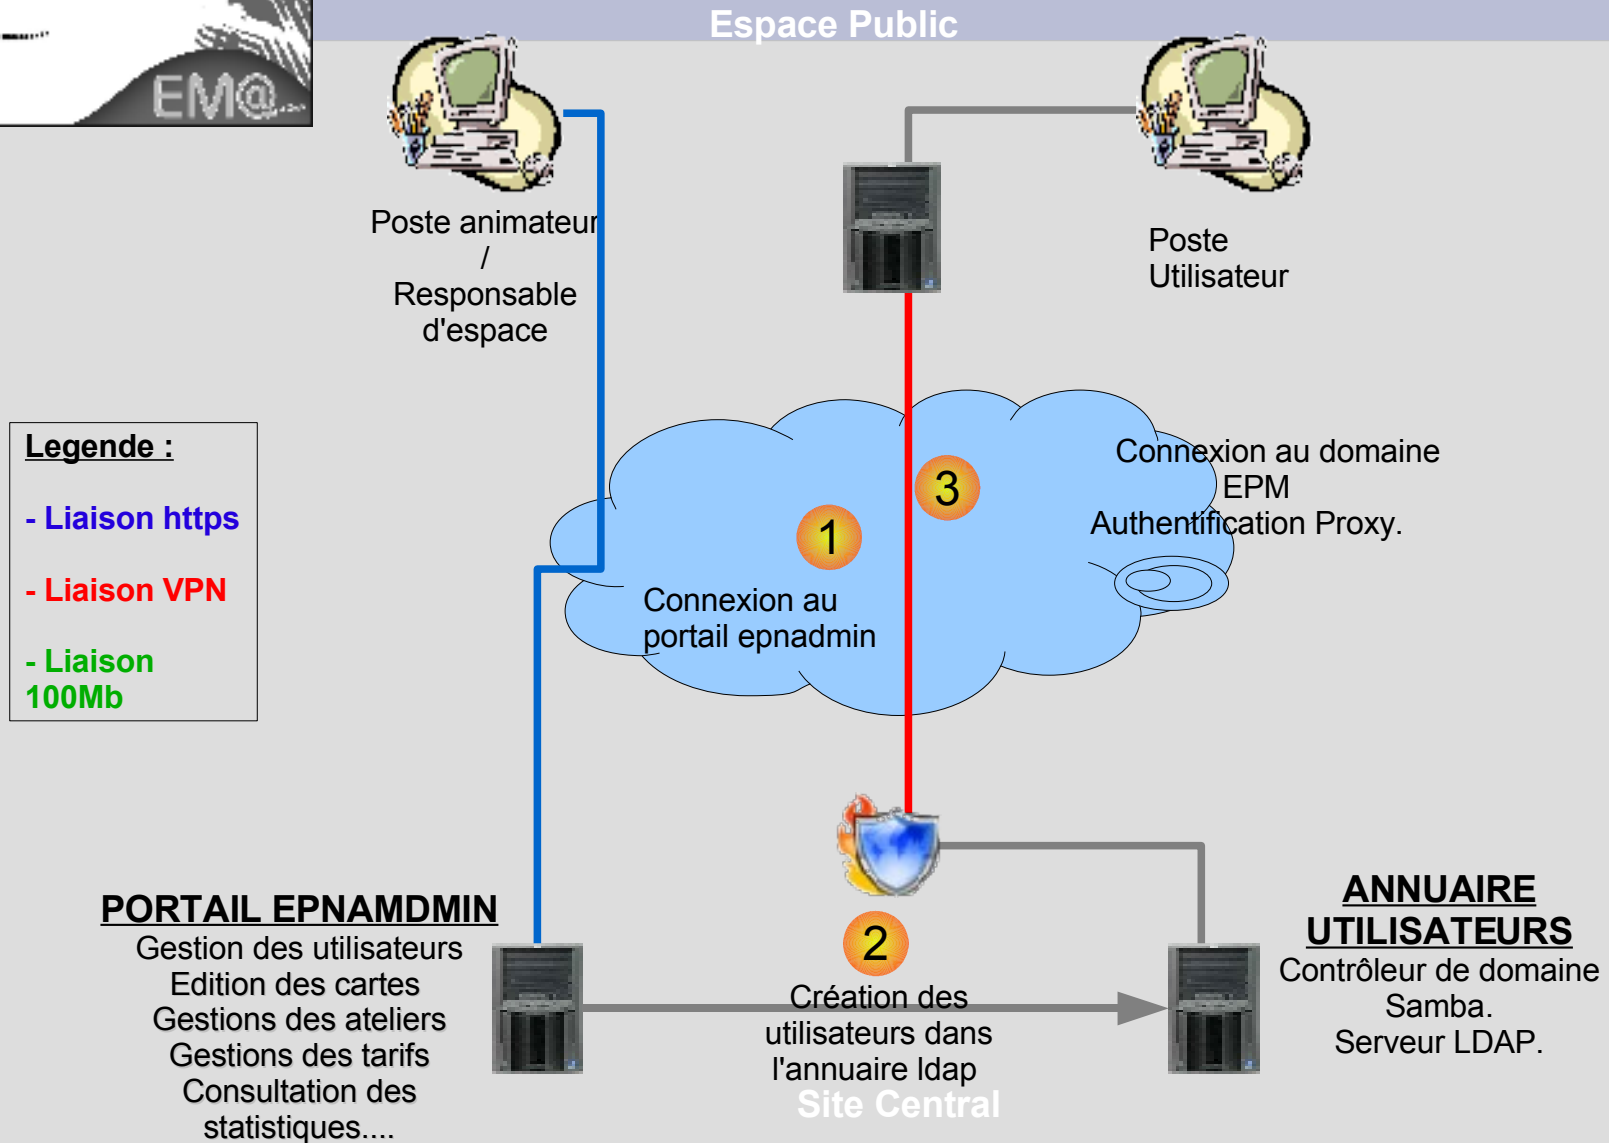 Espace Public
EM@
Poste animateur
/
Responsable
d'espace
Poste
Utilisateur
Legende :
- Liaison https
- Liaison VPN
- Liaison
100Mb
Connexion au domaine
EPM
Authentification Proxy.
3
1
Connexion au
portail epnadmin
PORTAIL EPNAMDMIN
Gestion des utilisateurs
Edition des cartes
Gestions des ateliers
Gestions des tarifs
Consultation des
statistiques....
2
Création des
utilisateurs dans
l'annuaire ldap
Site Central
ANNUAIRE
UTILISATEURS
Contrôleur de domaine
Samba.
Serveur LDAP.